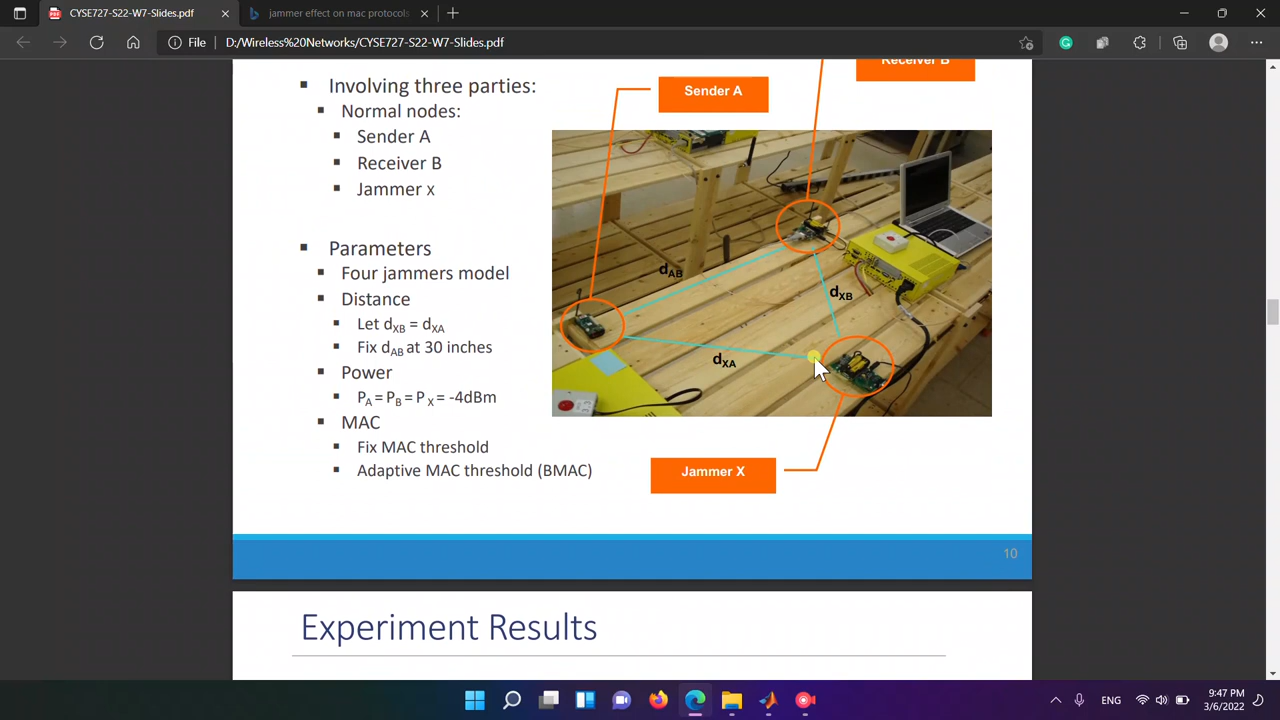 CYSE727-S22-W7-Slides.pdf
jammer effect on mac protocols
File
D:/Wireless%20Networks/CYSE727-S22-W7-Slides.pdf
Receiver B
Sender A
Involving three parties:
Normal nodes:
Sender A
Receiver B
Jammer X
Parameters
Four jammers model
Distance
Let dXB = dXA
Fix dAB at 30 inches
Power
PA = PB = P X = -4dBm
MAC
Fix MAC threshold
Adaptive MAC threshold (BMAC)
dAB
dXB
dXA
Jammer X
10
Experiment Results
ENG
9:47 PM
3/6/2022